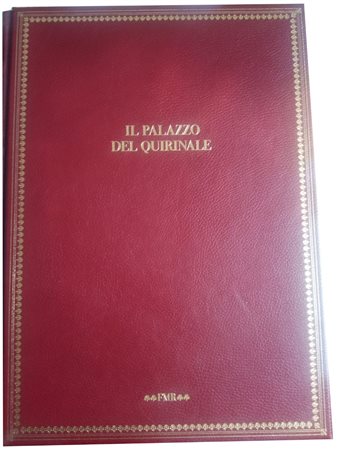 IL PALAZZO
DEL QUIRINALE
FMR